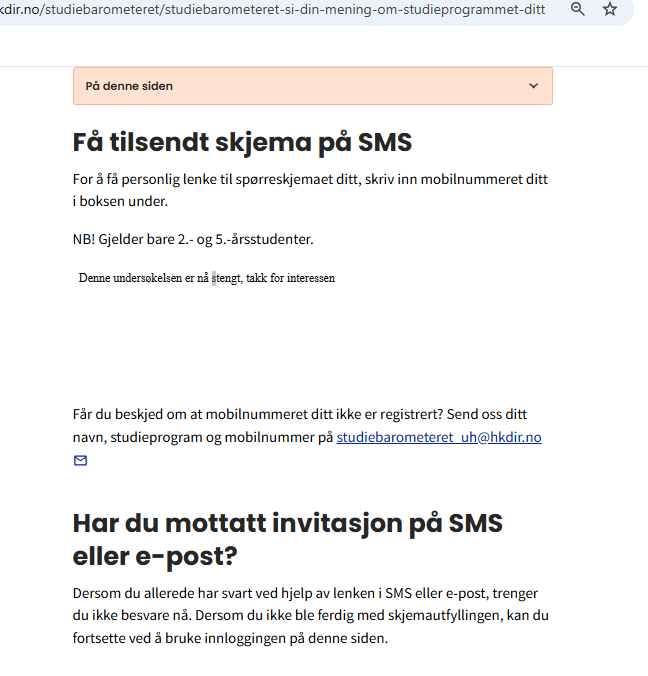 kdir.no/studiebarometeret/studiebarometeret-si-din-mening-om-studieprogrammet-ditt
På denne siden
Få tilsendt skjema på SMS
For å få personlig lenke til spørreskjemaet ditt, skriv inn mobilnummeret ditt
i boksen under.
NB! Gjelder bare 2.- og 5.-årsstudenter.
Denne undersøkelsen er nå stengt, takk for interessen
Får du beskjed om at mobilnummeret ditt ikke er registrert? Send oss ditt
navn, studieprogram og mobilnummer på studiebarometeret_uh@hkdir.no
Har du mottatt invitasjon på SMS
eller e-post?
Dersom du allerede har svart ved hjelp av lenken i SMS eller e-post, trenger
du ikke besvare nå. Dersom du ikke ble ferdig med skjemautfyllingen, kan du
fortsette ved å bruke innloggingen på denne siden.